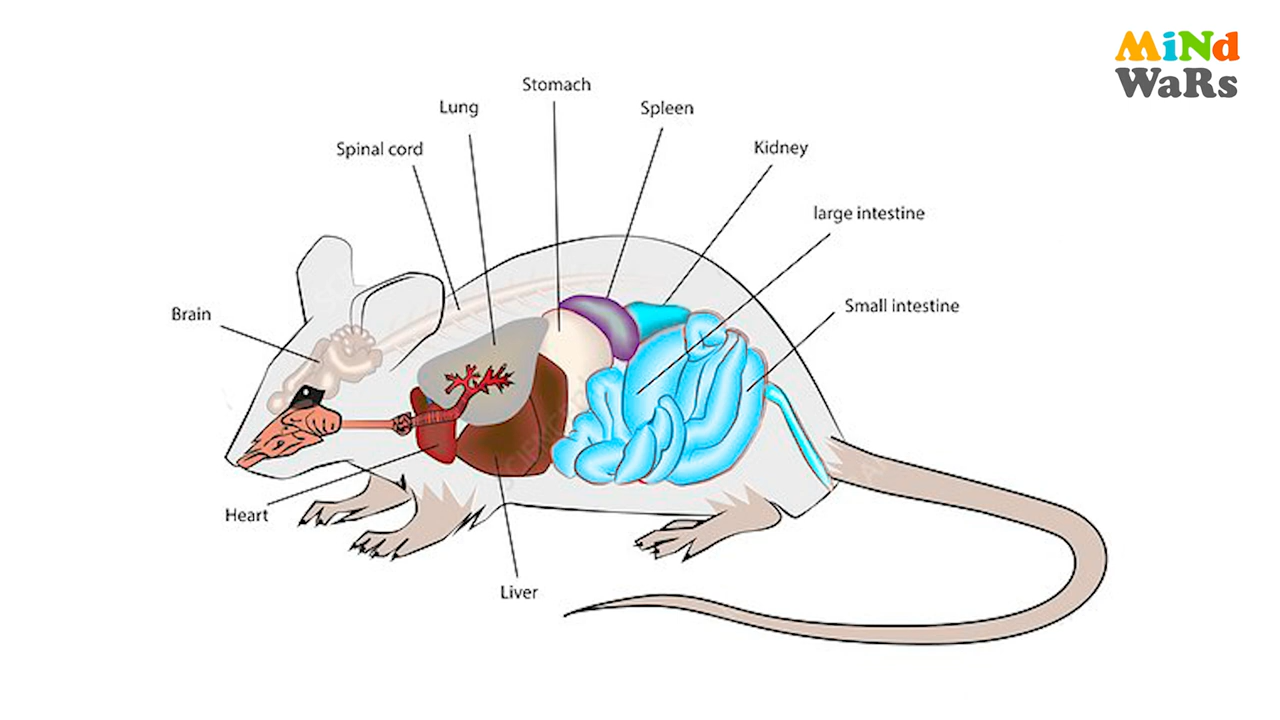 MiNd
WaRs
Stomach
Lung
Spleen
Spinal cord
Kidney
large intestine
Small intestine
Brain
Heart
Liver